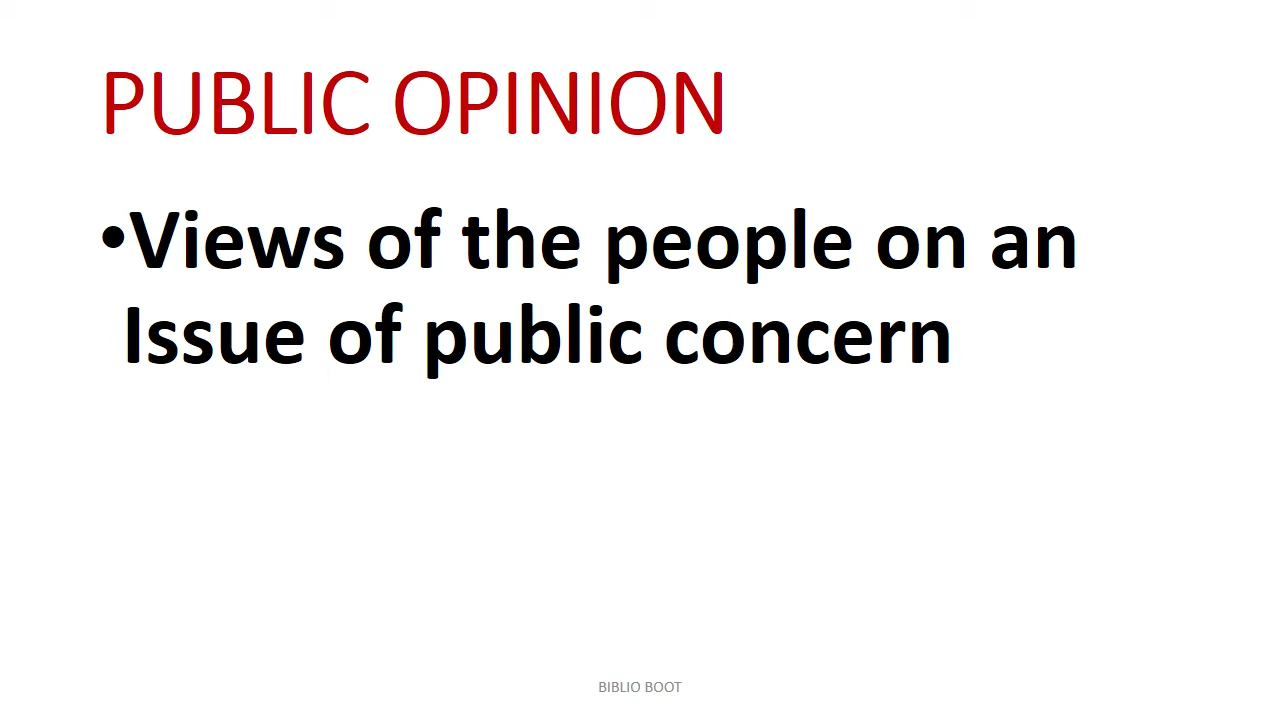 PUBLIC OPINION
•Views of the people on an
Issue of public concern
BIBLIO BOOT